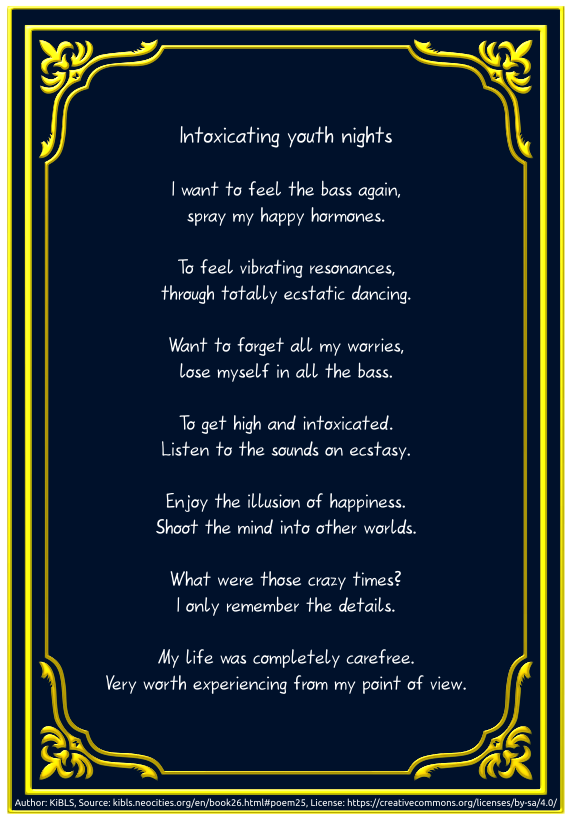 Intoxicating youth nights
I want to feel the bass again,
spray my happy hormones.
To feel vibrating resonances,
through totally ecstatic dancing.
Want to forget all my worries,
lose myself in all the bass.
To get high and intoxicated.
Listen to the sounds on ecstasy.
Enjoy the illusion of happiness.
Shoot the mind into other worlds.
What were those crazy times?
I only remember the details.
My life was completely carefree.
Very worth experiencing from my point of view.
Author: KiBLS, Source: kibls.neocities.org/en/book26.html#poem25, License: https://creativecommons.org/licenses/by-sa/4.0/